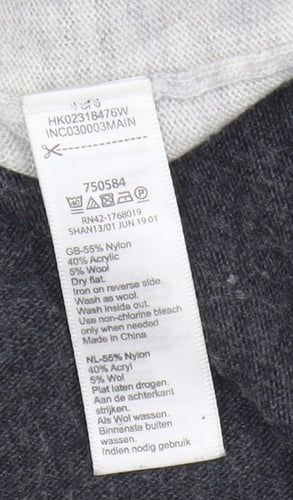 HK02318476W
INC030003MAIN
750584
40
RN42-1768019
SHAN13/01 JUN 19 01
GB-55% Nylon
40% Acrylic
5% Wool
Dry flat.
Iron on reverse side.
Wash as wool.
Wash inside out.
Use non-chlorine bleach
only when needed
Made in China
NL-55% Nylon
40% Acryl
5% Wol
Plat laten drogen.
Aan de achterkant
strijken.
Als Wol wassen.
Binnenste buiten
wassen.
Indien nodig gebruik